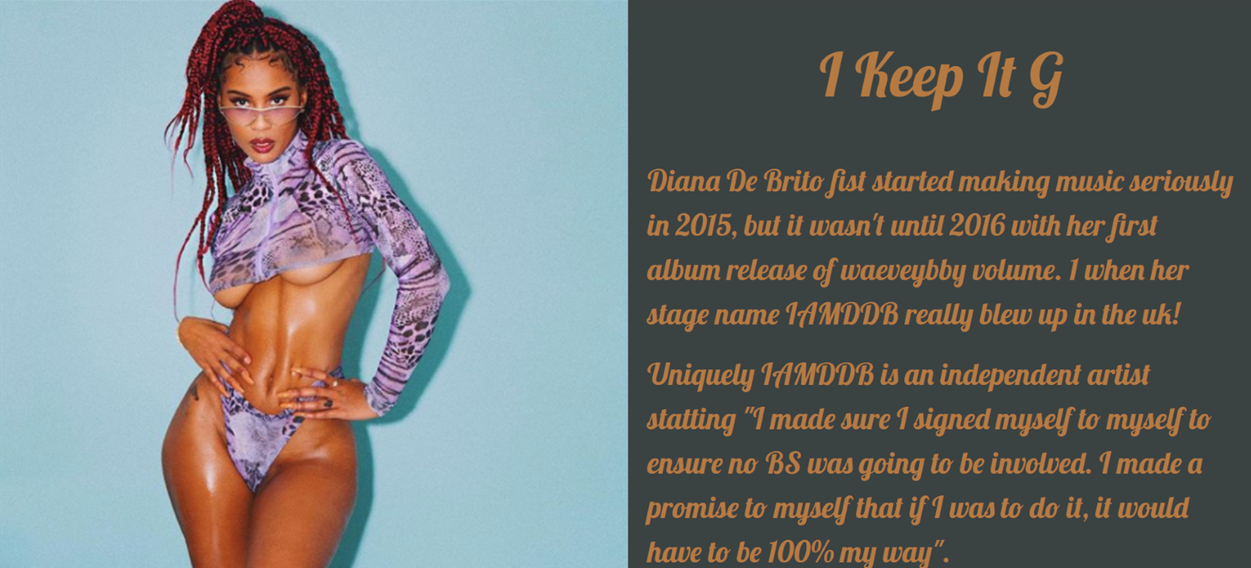 I Keep It G
Diana De Brito fist started making music seriously
in 2015, but it wasn't until 2016 with her first
album release of waeveybby volume. 1 when her
stage name IAMDDB really blew up in the uk!
Uniquely IAMDDB is an independent artist
statting "I made sure I signed myself to myself to
ensure no BS was going to be involved. I made a
promise to myself that if I was to do it, it would
have to be 100% my way".